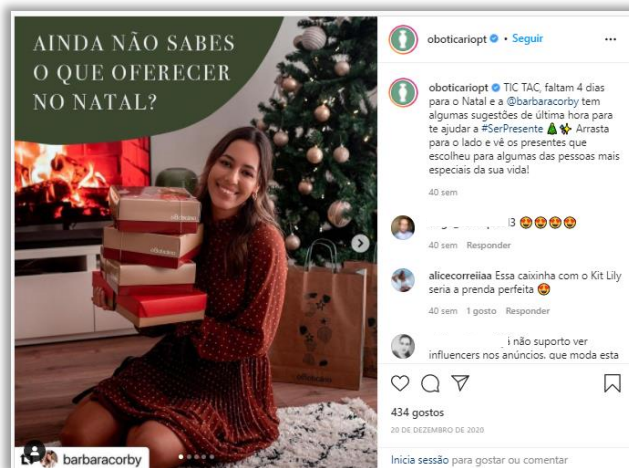 AINDA NÃO SABES
O QUE OFERECER
NO NATAL?
oBoticário
oBoticário
barbaracorby
oboticariopt • Seguir
oboticariopt TIC TAC, faltam 4 dias
para o Natal e a @barbaracorby tem
algumas sugestões de última hora para
te ajudar a #SerPresente 🎄✨ Arrasta
para o lado e vê os presentes que
escolheu para algumas das pessoas mais
especiais da sua vida!
40 sem
3 😍😍😍😍
40 sem Responder
alicecorreiiaa Essa caixinha com o Kit Lily
seria a prenda perfeita 😍
40 sem 1 gosto Responder
não suporto ver
influencers nos anúncios. que moda esta
434 gostos
20 DE DEZEMBRO DE 2020
Inicia sessão para gostar ou comentar